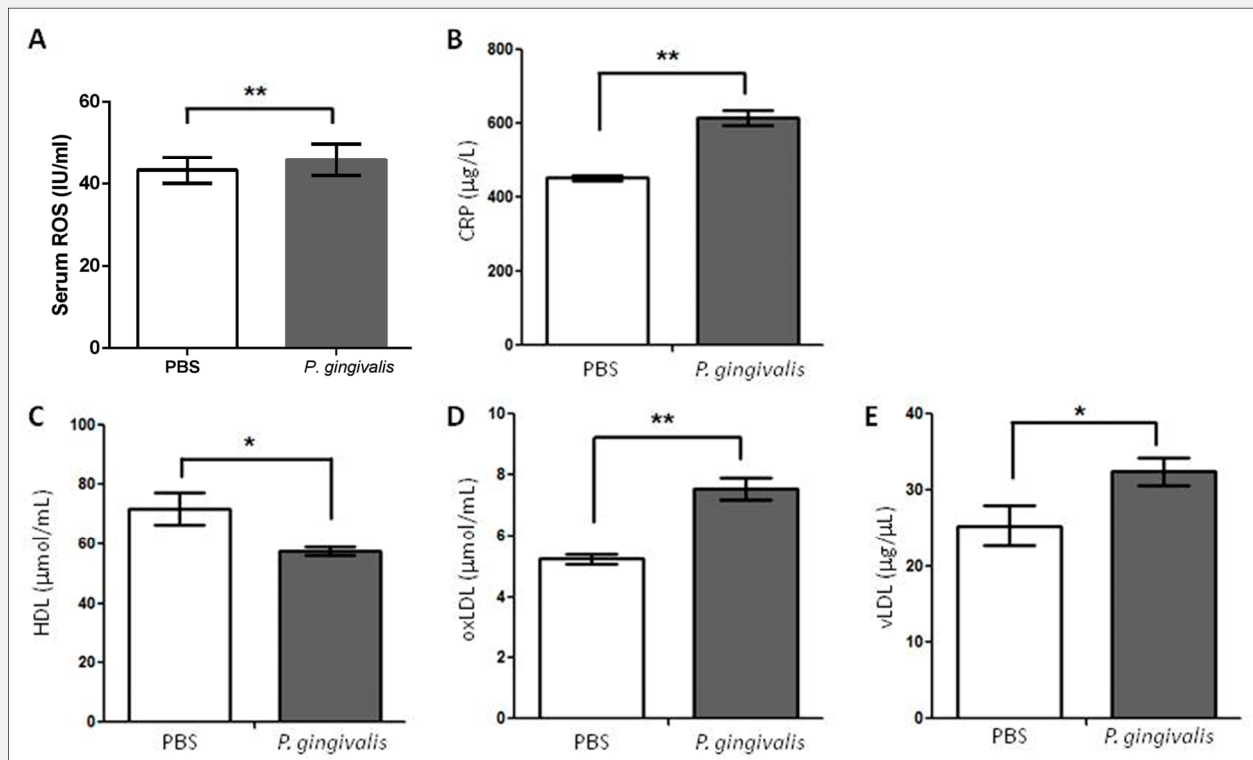 A
Serum ROS (IU/ml)
60
40
20
0
**
PBS
P. gingivalis
B
CRP (µg/L)
800
600
400
200
0
**
PBS
P. gingivalis
C
HDL (µmol/mL)
100
80
60
40
20
0
*
PBS
P. gingivalis
D
oxLDL (µmol/mL)
10
8
6
4
2
0
**
PBS
P. gingivalis
E
vLDL (µg/µL)
40
30
20
10
0
*
PBS
P. gingivalis